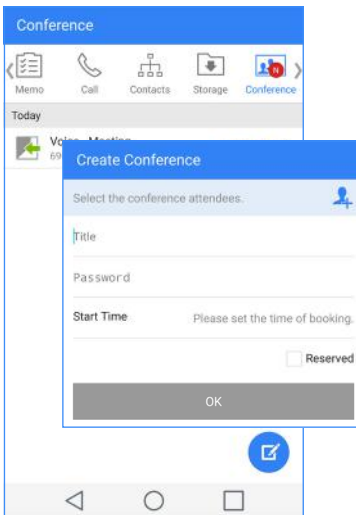 Conference
Memo Call Contacts Storage Conference
N
Today
Create Conference
Select the conference attendees.
Title
Password
Start Time Please set the time of booking.
Reserved
OK